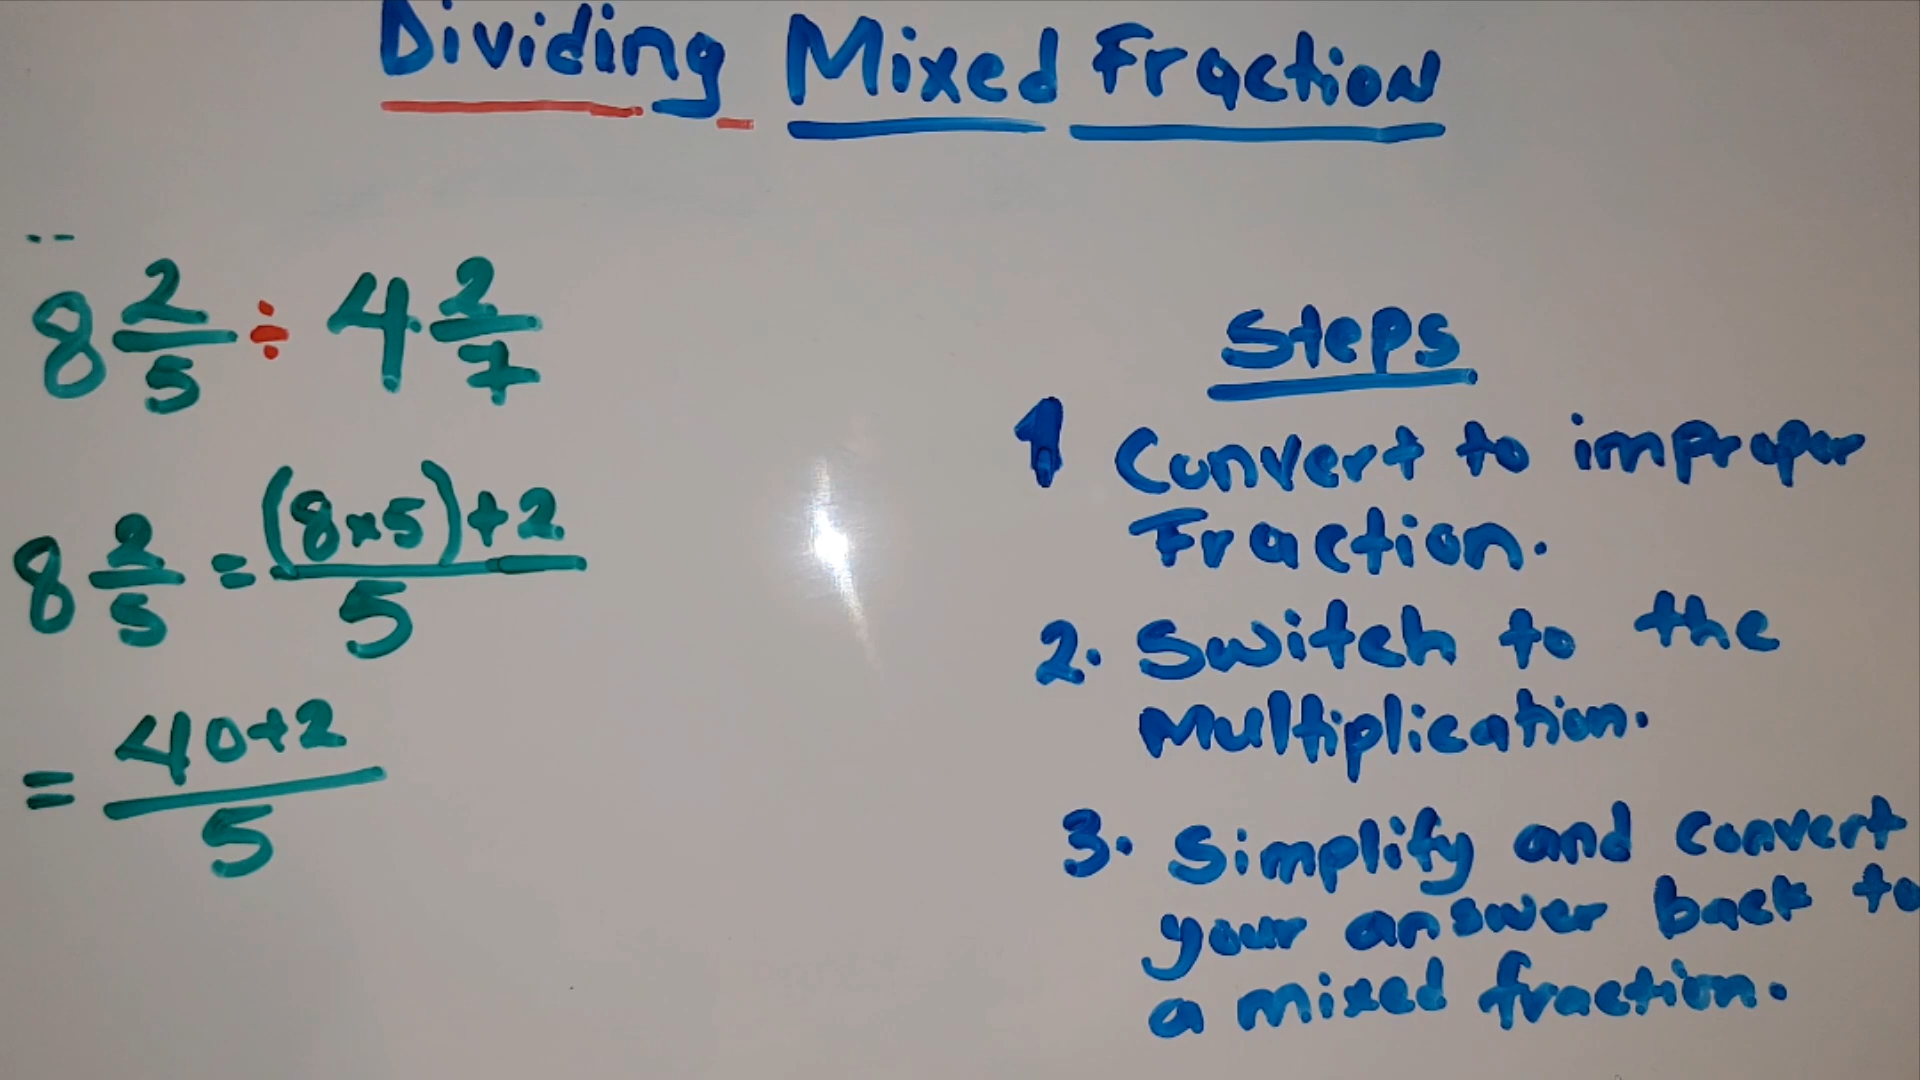 Dividing Mixed Fraction
8 2/5 ÷ 4 2/7
8 2/5 = (8×5)+2/5
= 40+2/5
Steps
1 Convert to improper
Fraction.
2. Switch to the
Multiplication.
3. Simplify and convert
your answer back to
a mixed fraction.